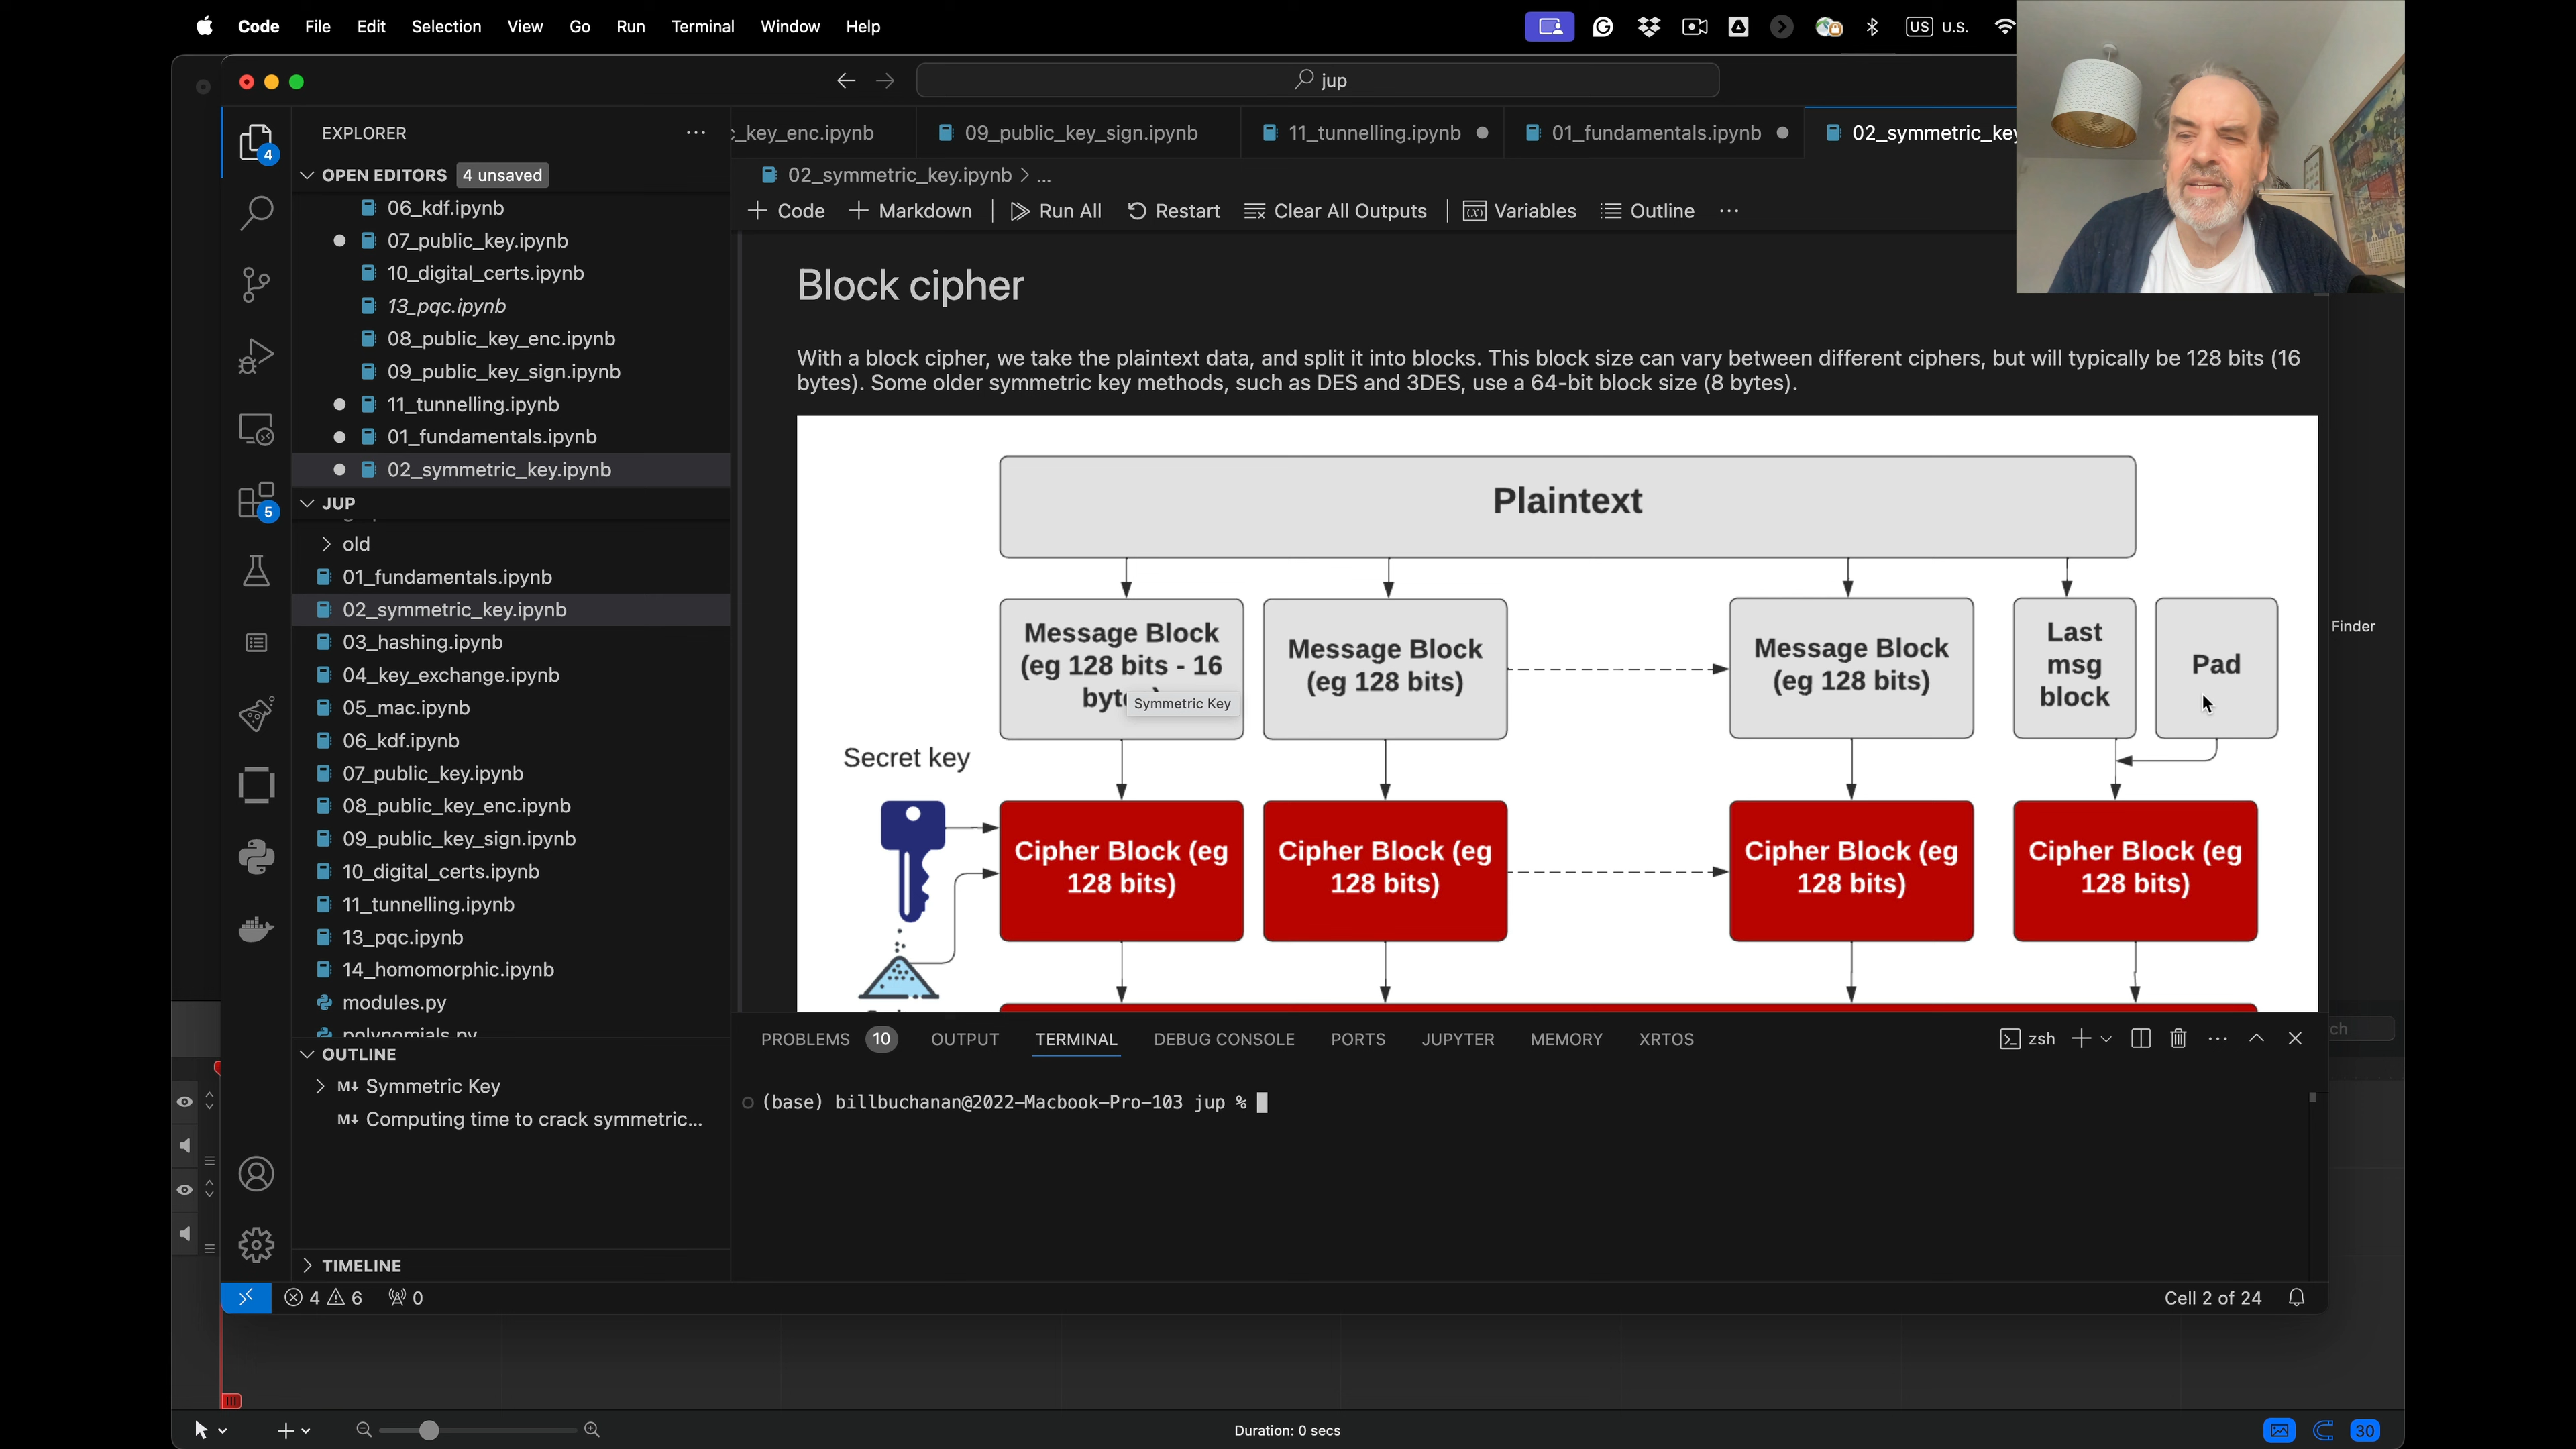 Code File Edit Selection View Go Run Terminal Window Help
US U.S.
jup
EXPLORER
OPEN EDITORS 4 unsaved
06_kdf.ipynb
07_public_key.ipynb
10_digital_certs.ipynb
13_pqc.ipynb
08_public_key_enc.ipynb
09_public_key_sign.ipynb
11_tunnelling.ipynb
01_fundamentals.ipynb
02_symmetric_key.ipynb
JUP
old
01_fundamentals.ipynb
02_symmetric_key.ipynb
03_hashing.ipynb
04_key_exchange.ipynb
05_mac.ipynb
06_kdf.ipynb
07_public_key.ipynb
08_public_key_enc.ipynb
09_public_key_sign.ipynb
10_digital_certs.ipynb
11_tunnelling.ipynb
13_pqc.ipynb
14_homomorphic.ipynb
modules.py
polynomials.py
OUTLINE
Symmetric Key
Computing time to crack symmetric...
TIMELINE
4
5
_key_enc.ipynb 09_public_key_sign.ipynb 11_tunnelling.ipynb 01_fundamentals.ipynb 02_symmetric_key
02_symmetric_key.ipynb > ...
Code Markdown Run All Restart Clear All Outputs Variables Outline ...
Block cipher
With a block cipher, we take the plaintext data, and split it into blocks. This block size can vary between different ciphers, but will typically be 128 bits (16
bytes). Some older symmetric key methods, such as DES and 3DES, use a 64-bit block size (8 bytes).
Plaintext
Message Block
(eg 128 bits - 16
Message Block
(eg 128 bits)
Message Block
(eg 128 bits)
Last
msg
block
Pad
Symmetric Key
Secret key
Cipher Block (eg
128 bits)
Cipher Block (eg
128 bits)
Cipher Block (eg
128 bits)
Cipher Block (eg
128 bits)
Finder
PROBLEMS 10 OUTPUT TERMINAL DEBUG CONSOLE PORTS JUPYTER MEMORY XRTOS
zsh
(base) billbuchanan@2022-Macbook-Pro-103 jup %
4 6 0
Cell 2 of 24
Duration: 0 secs
30